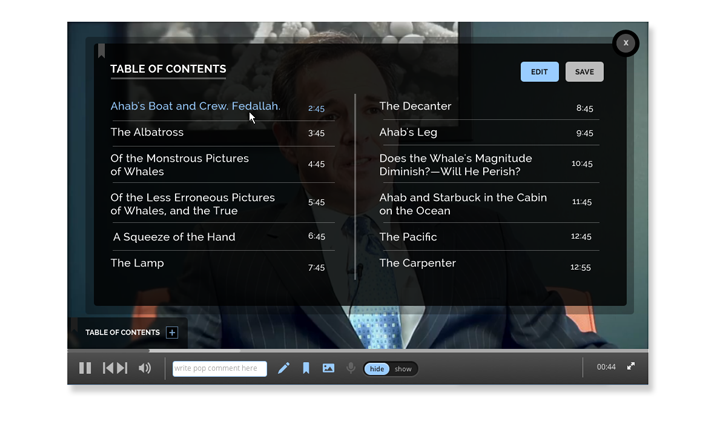 X
TABLE OF CONTENTS
EDIT
SAVE
Ahab's Boat and Crew. Fedallah.
2:45
The Albatross
3:45
Of the Monstrous Pictures
of Whales
4:45
Of the Less Erroneous Pictures
of Whales, and the True
5:45
A Squeeze of the Hand
6:45
The Lamp
7:45
The Decanter
8:45
Ahab's Leg
9:45
Does the Whale's Magnitude
Diminish?—Will He Perish?
10:45
Ahab and Starbuck in the Cabin
on the Ocean
11:45
The Pacific
12:45
The Carpenter
12:55
TABLE OF CONTENTS +
write pop comment here
hide
show
00:44